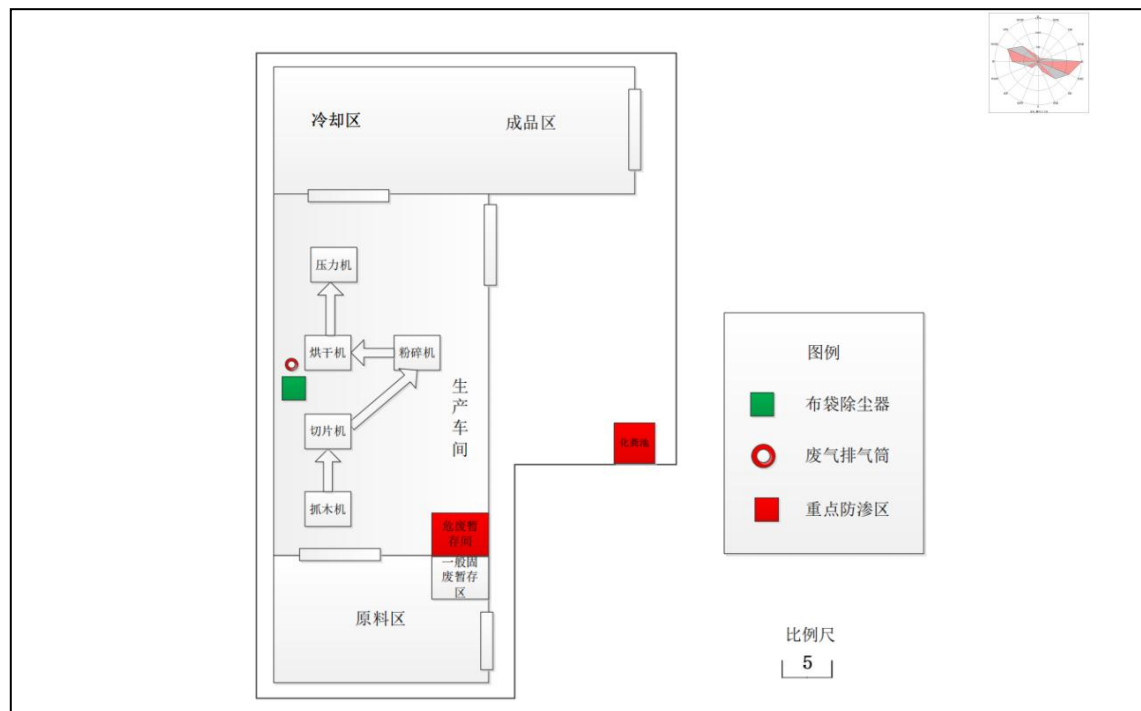 冷却区
成品区
压力机
烘干机
粉碎机
生产车间
切片机
抓木机
化粪池
危废暂
存间
一般固
废暂存
区
原料区
图例
布袋除尘器
废气排气筒
重点防渗区
比例尺
5